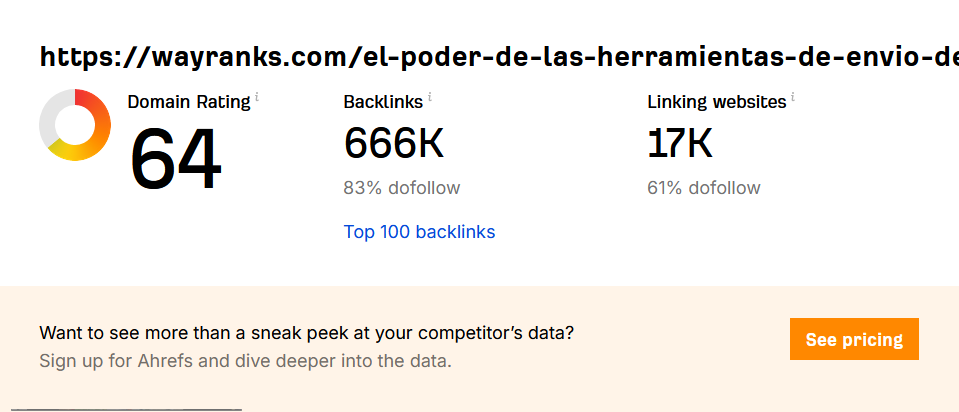 https://wayranks.com/el-poder-de-las-herramientas-de-envio-de
Domain Rating i
64
Backlinks i
666K
83% dofollow
Top 100 backlinks
Linking websites i
17K
61% dofollow
Want to see more than a sneak peek at your competitor’s data?
Sign up for Ahrefs and dive deeper into the data.
See pricing